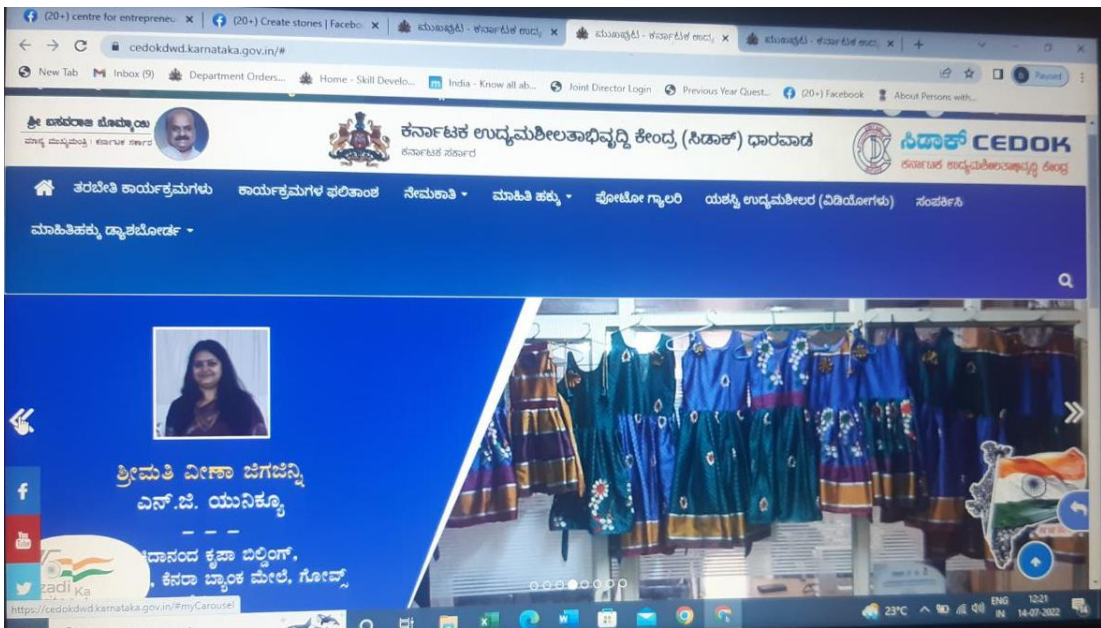 (20+) centre for entrepreneu
(20+) Create stories | Facebo
ಮುಖಪುಟ - ಕರ್ನಾಟಕ ಉದ್ಯ
ಮುಖಪುಟ - ಕರ್ನಾಟಕ ಉದ್ಯ
ಮುಖಪುಟ - ಕರ್ನಾಟಕ ಉದ್ಯ
cedokdwd.karnataka.gov.in/#
Paused
New Tab Inbox (9) Department Orders... Home - Skill Develo... India - Know all ab... Joint Director Login Previous Year Quest... (20+) Facebook About Persons with...
ಶ್ರೀ ಬಸವರಾಜ ಬೊಮ್ಮಾಯಿ
ಮಾನ್ಯ ಮುಖ್ಯಮಂತ್ರಿ ಕರ್ನಾಟಕ ಸರ್ಕಾರ
ಕರ್ನಾಟಕ ಉದ್ಯಮಶೀಲತಾಭಿವೃದ್ಧಿ ಕೇಂದ್ರ (ಸಿಡಾಕ್) ಧಾರವಾಡ
ಕರ್ನಾಟಕ ಸರ್ಕಾರ
ಸಿಡಾಕ್ CEDOK
ಕರ್ನಾಟಕ ಉದ್ಯಮಶೀಲತಾಭಿವೃದ್ಧಿ ಕೇಂದ್ರ
ತರಬೇತಿ ಕಾರ್ಯಕ್ರಮಗಳು ಕಾರ್ಯಕ್ರಮಗಳ ಫಲಿತಾಂಶ ನೇಮಕಾತಿ ಮಾಹಿತಿ ಹಕ್ಕು ಫೋಟೋ ಗ್ಯಾಲರಿ ಯಶಸ್ವಿ ಉದ್ಯಮಶೀಲರ (ವಿಡಿಯೋಗಳು) ಸಂಪರ್ಕಿಸಿ
ಮಾಹಿತಿಹಕ್ಕು ಡ್ಯಾಶಬೋರ್ಡ
ಶ್ರೀಮತಿ ವೀಣಾ ಜಿಗಜಿನ್ನಿ
ಎನ್.ಜಿ. ಯುನಿಕ್ಯೂ
– – –
ಚಿದಾನಂದ ಕೃಪಾ ಬಿಲ್ಡಿಂಗ್,
ಕೆನರಾ ಬ್ಯಾಂಕ ಮೇಲೆ, ಗೋವ್ಸ್
You
Tube
zadi Ka
https://cedokdwd.karnataka.gov.in/#myCarousel
23°C
ENG
IN
12:21
14-07-2022